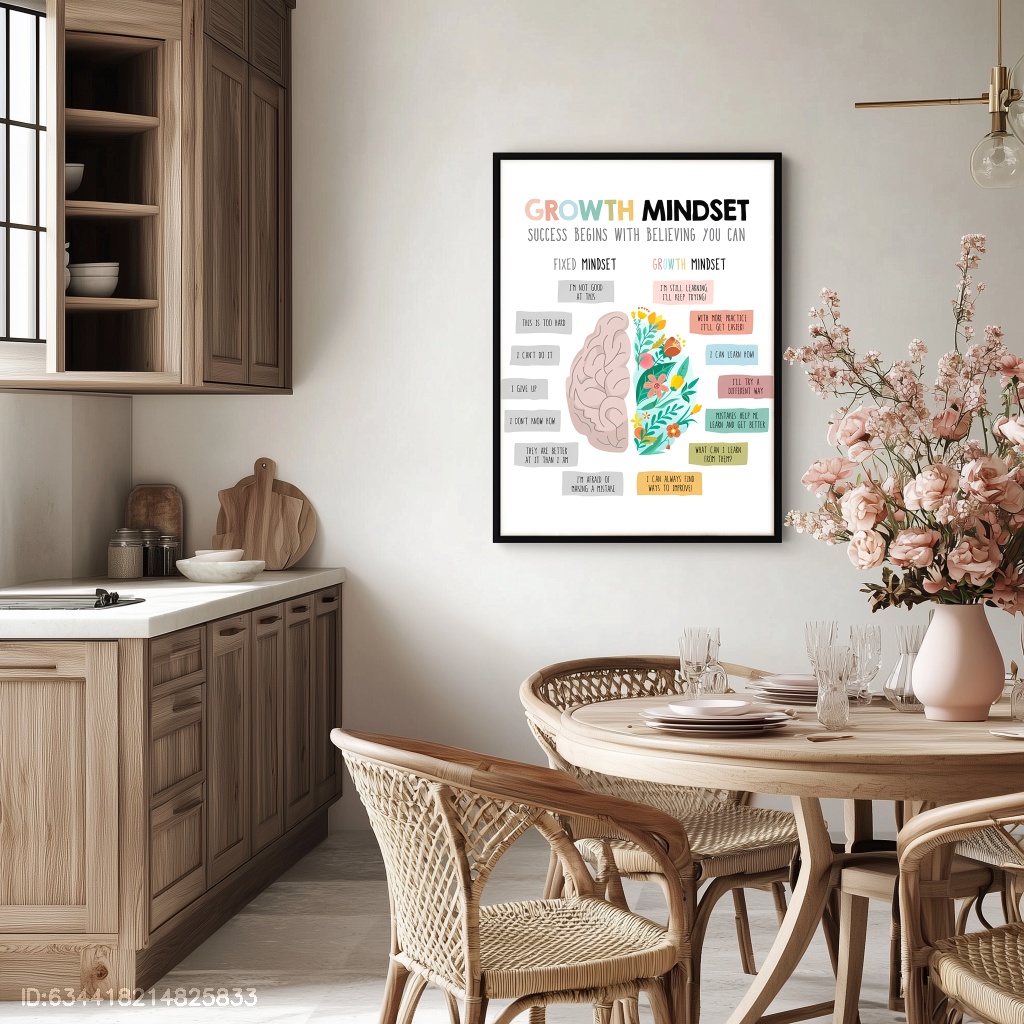 GROWTH MINDSET
SUCCESS BEGINS WITH BELIEVING YOU CAN
FIXED MINDSET
I'M NOT GOOD
AT THIS
THIS IS TOO HARD
I CAN'T DO IT
I GIVE UP
I DON'T KNOW HOW
THEY ARE BETTER
AT IT THAN I AM
I'M AFRAID OF
MAKING A MISTAKE
GROWTH MINDSET
I'M STILL LEARNING
I'LL KEEP TRYING!
WITH MORE PRACTICE
IT'LL GET EASIER!
I CAN LEARN HOW!
I'LL TRY A
DIFFERENT WAY
MISTAKES HELP ME
LEARN AND GET BETTER
WHAT CAN I LEARN
FROM THEM?
I CAN ALWAYS FIND
WAYS TO IMPROVE!
ID:634418214825833